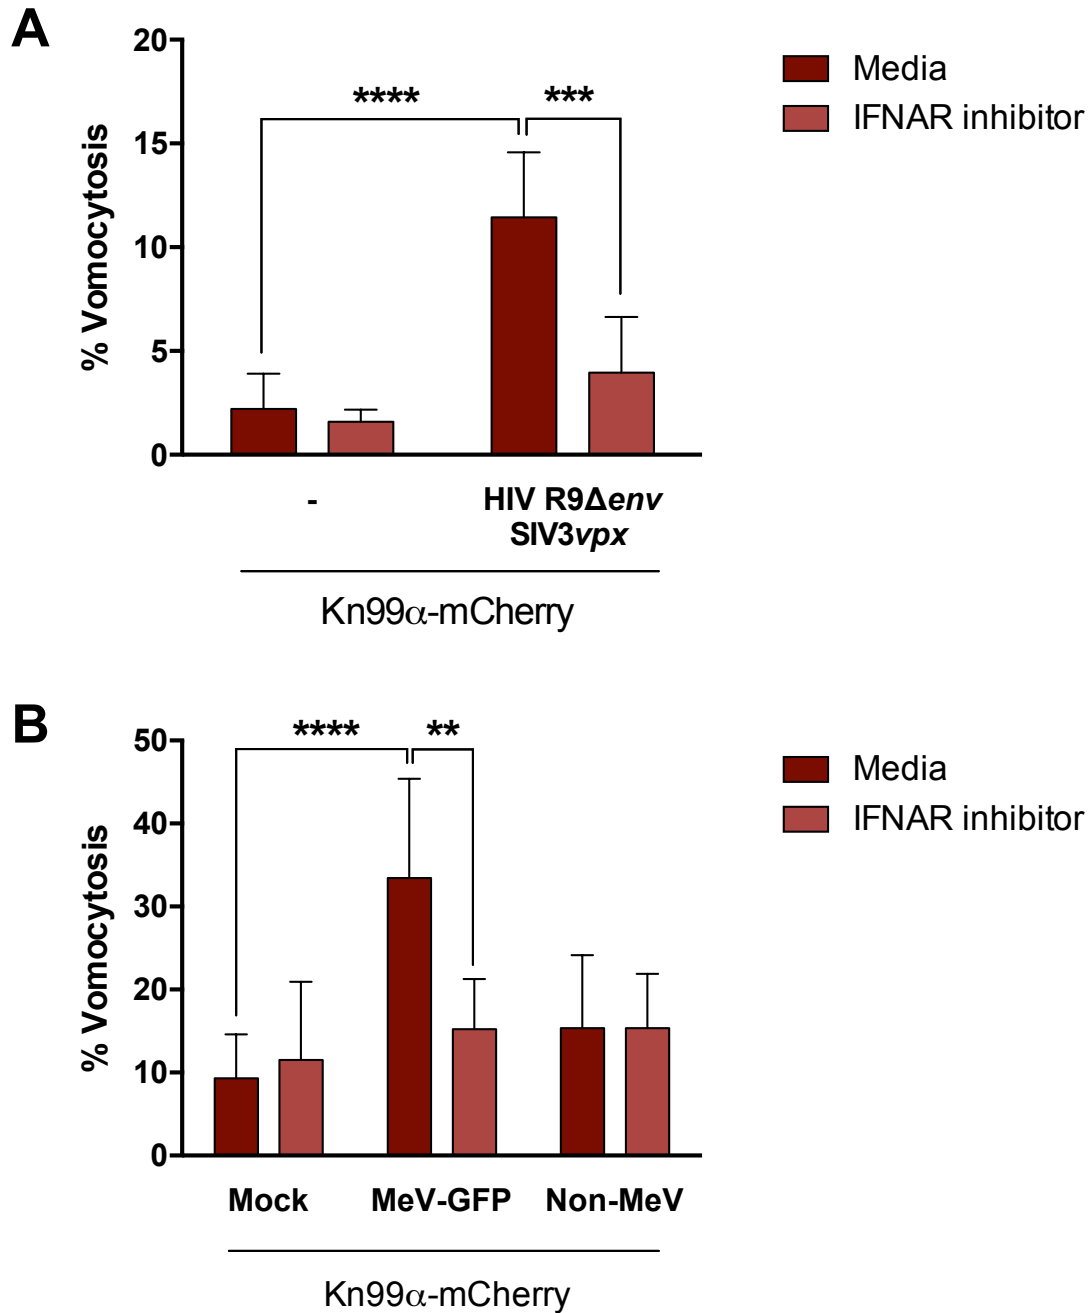 A
20
15
10
5
0
% Vomocytosis
****
***
Media
IFNAR inhibitor
-
HIV R9Δenv
SIV3vpx
Kn99α-mCherry
B
50
40
30
20
10
0
% Vomocytosis
****
**
Media
IFNAR inhibitor
Mock
MeV-GFP
Non-MeV
Kn99α-mCherry